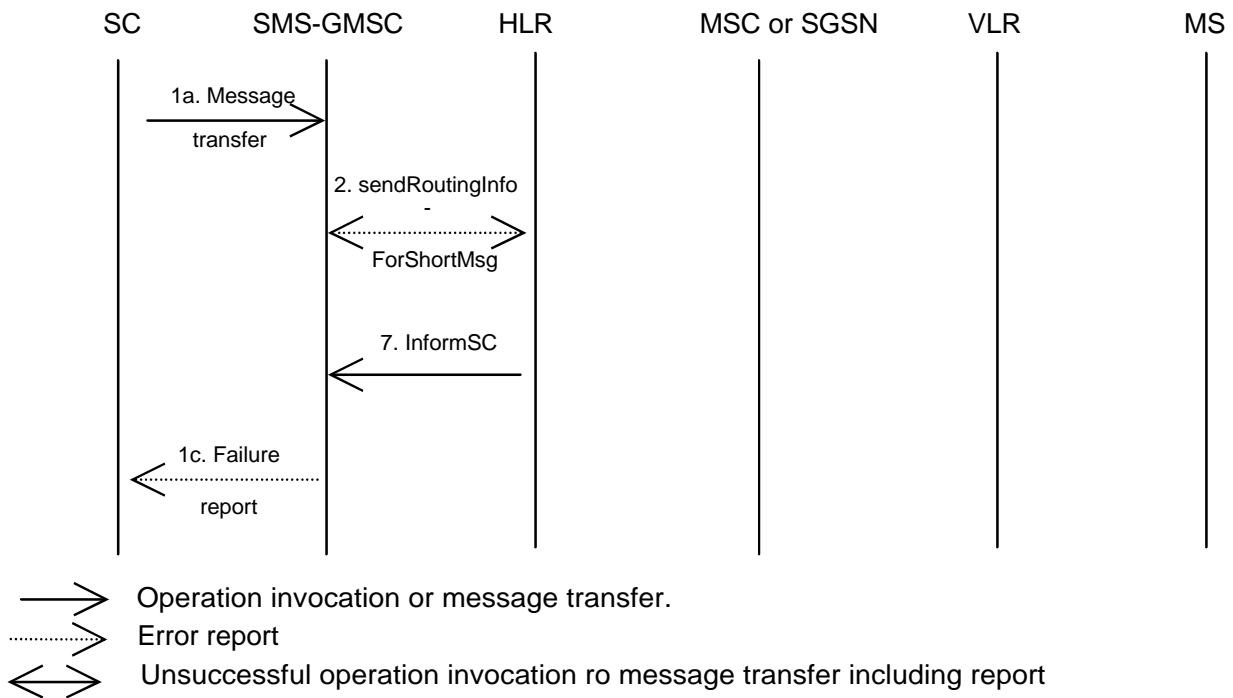 SC SMS-GMSC HLR MSC or SGSN VLR MS
1a. Message
transfer
2. sendRoutingInfo
-
ForShortMsg
7. InformSC
1c. Failure
report
Operation invocation or message transfer.
Error report
Unsuccessful operation invocation ro message transfer including report